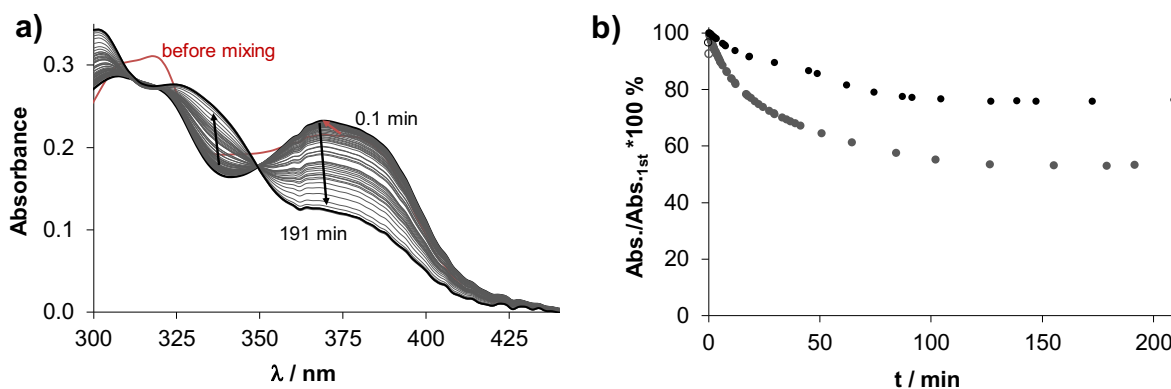 a)
before mixing
0.1 min
191 min
Absorbance
0.3
0.2
0.1
0.0
300 325 350 375 400 425
λ / nm
b)
Abs./Abs.1st *100 %
100
80
60
40
20
0
0 50 100 150 200
t / min